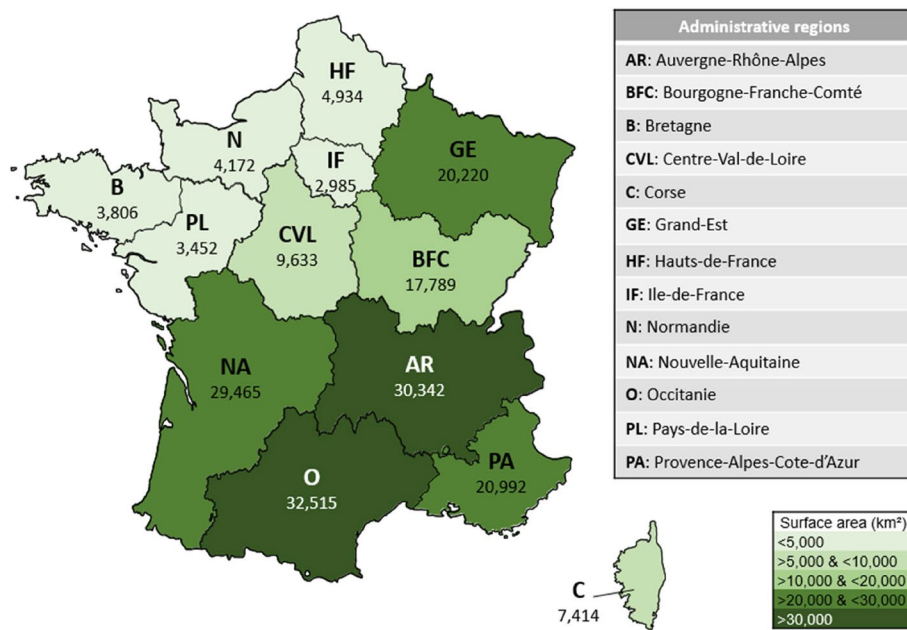 HF
4,934
N
4,172
IF
2,985
GE
20,220
B
3,806
PL
3,452
CVL
9,633
BFC
17,789
NA
29,465
AR
30,342
O
32,515
PA
20,992
C
7,414
Administrative regions
AR: Auvergne-Rhône-Alpes
BFC: Bourgogne-Franche-Comté
B: Bretagne
CVL: Centre-Val-de-Loire
C: Corse
GE: Grand-Est
HF: Hauts-de-France
IF: Ile-de-France
N: Normandie
NA: Nouvelle-Aquitaine
O: Occitanie
PL: Pays-de-la-Loire
PA: Provence-Alpes-Cote-d'Azur
Surface area (km²)
<5,000
>5,000 & <10,000
>10,000 & <20,000
>20,000 & <30,000
>30,000